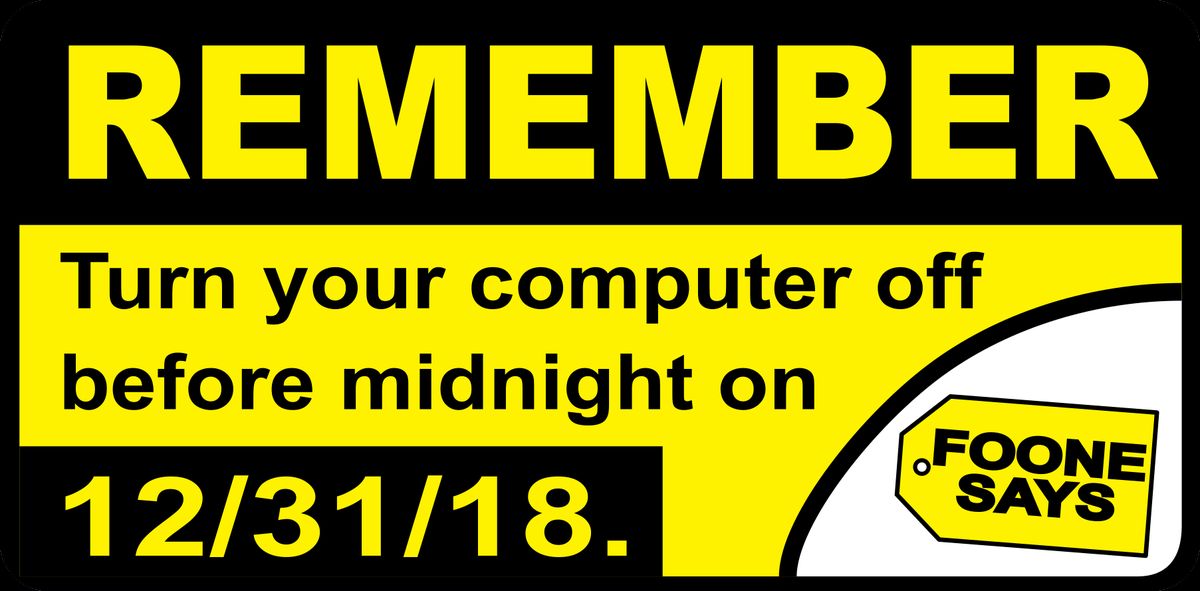 REMEMBER
Turn your computer off
before midnight on
12/31/18.
FOONE
SAYS